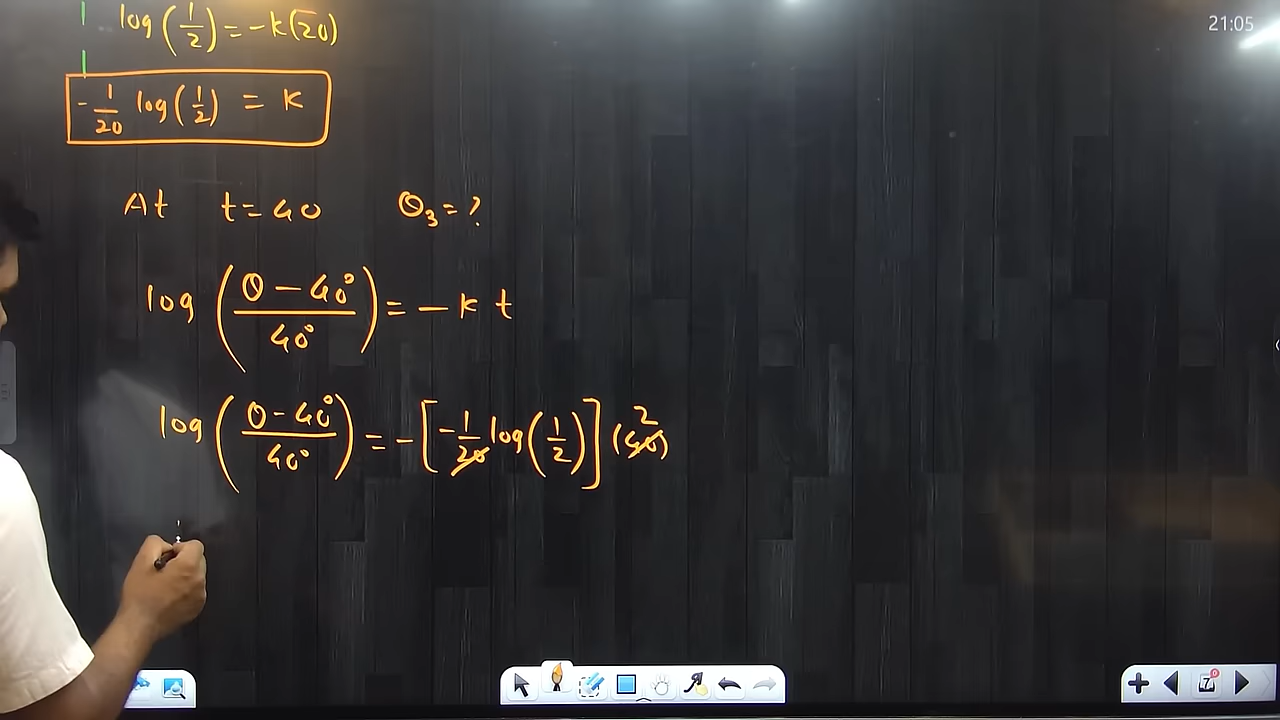 21:05
log(1/2) = -K(20)
-1/20 log(1/2) = K
At t=40 θ₃=?
log(θ-40°/40°) = -K t
log(θ-40°/40°) = -[-1/20 log(1/2)](40) 2